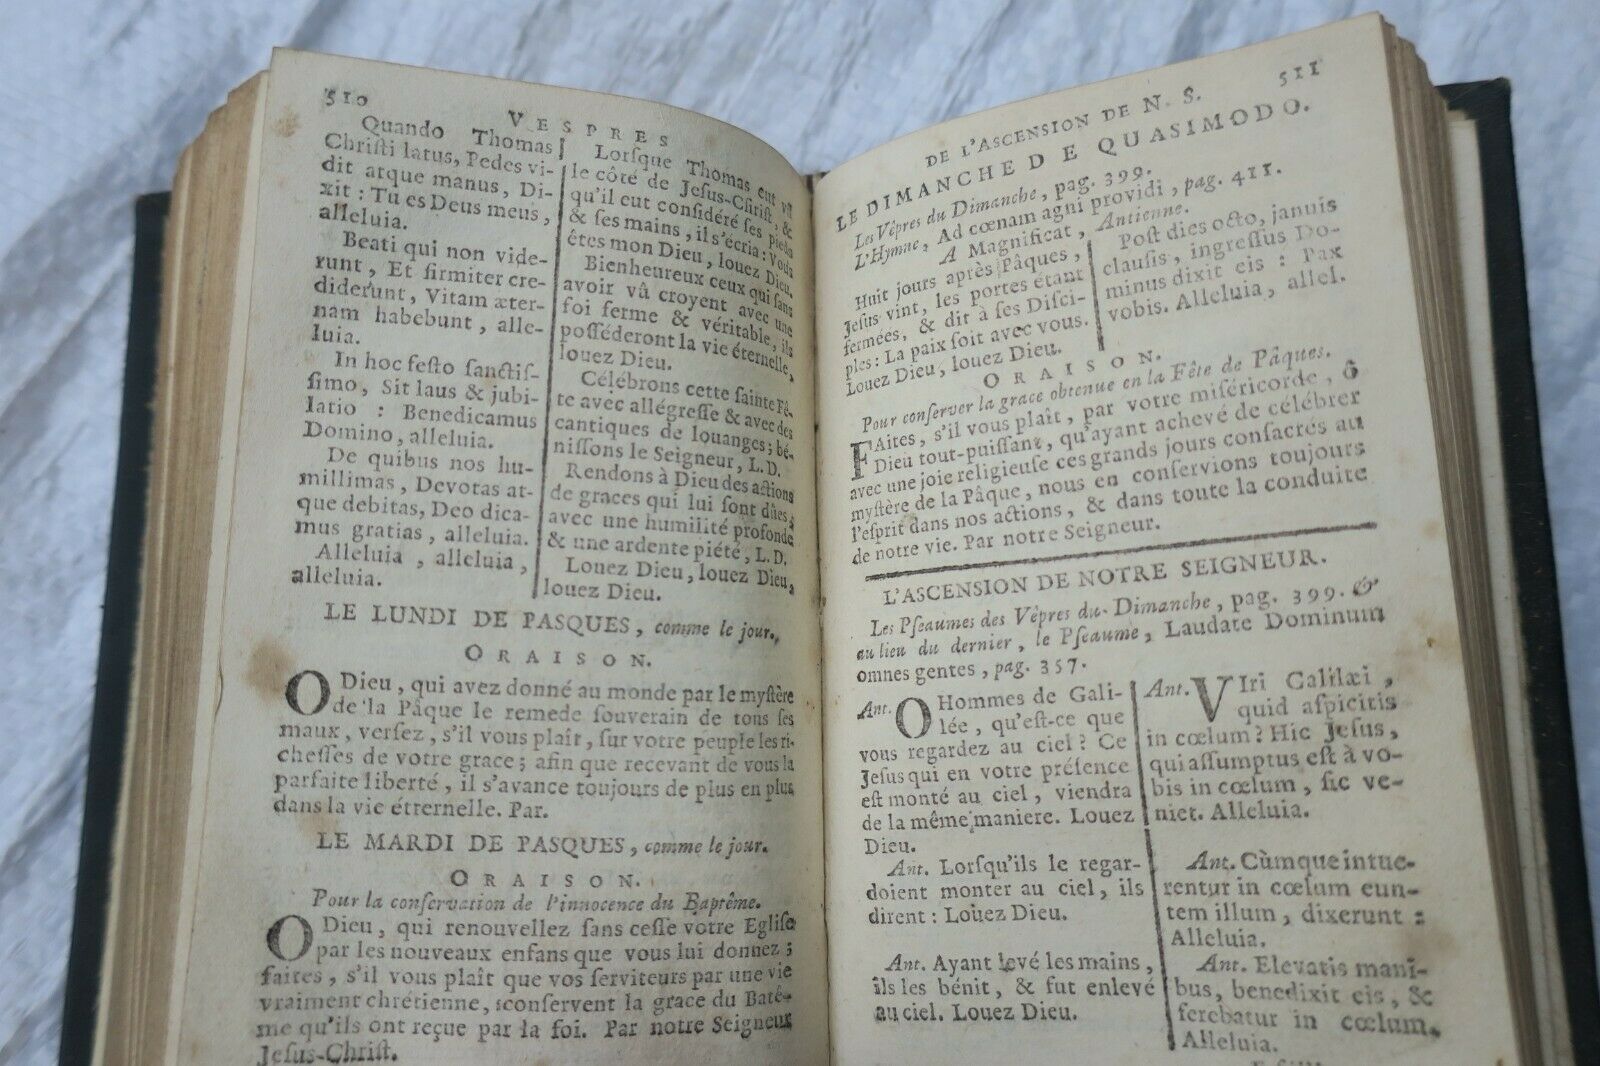 510
VESPRES
Quando Thomas
Christi latus, Pedes vi-
dit atque manus, Di-
xit : Tu es Deus meus,
alleluia.
Beati qui non vide-
runt, Et firmiter cre-
diderunt, Vitam æter-
nam habebunt, alle-
luia.
In hoc festo sanctis-
simo, Sit laus & jubi-
latio : Benedicamus
Domino, alleluia.
De quibus nos hu-
millimas, Devotas at-
que debitas, Deo dica-
mus gratias, alleluia.
Alleluia, alleluia,
alleluia.
Lorsque Thomas eut vû
le côté de Jesus-Christ,
qu'il eut considéré ses Pieds
& ses mains, il s'écria : Vous
êtes mon Dieu, louez Dieu.
Bienheureux ceux qui sans
avoir vû croyent avec une
foi ferme & véritable, ils
posséderont la vie éternelle,
louez Dieu.
Célébrons cette sainte Fê-
te avec allégresse & avec des
cantiques de louanges ; bé-
nissons le Seigneur, L. D.
Rendons à Dieu des actions
de graces qui lui sont dûes,
avec une humilité profonde
& une ardente piété, L. D.
Louez Dieu, louez Dieu,
louez Dieu.
LE LUNDI DE PASQUES, comme le jour.
ORAISON.
O Dieu, qui avez donné au monde par le mystère
de la Pâque le remede souverain de tous ses
maux, versez, s'il vous plaît, sur votre peuple les ri-
chesses de votre grace ; afin que recevant de vous la
parfaite liberté, il s'avance toujours de plus en plus
dans la vie étrernelle. Par.
LE MARDI DE PASQUES, comme le jour.
ORAISON.
Pour la conservation de l'innocence du Baptême.
O Dieu, qui renouvellez sans cesse votre Eglise
par les nouveaux enfans que vous lui donnez ;
faites, s'il vous plaît que vos serviteurs par une vie
vraiment chrétienne, conservent la grace du Batê-
me qu'ils ont reçue par la foi. Par notre Seigneur
Jesus-Christ.
DE L'ASCENSION DE N. S. 511
LE DIMANCHE DE QUASIMODO.
Les Vêpres du Dimanche, pag. 399.
L'Hymne, Ad cœnam agni providi, pag. 411.
A Magnificat, Antienne.
Huit jours après Pâques,
Jesus vint, les portes étant
fermées, & dit à ses Disci-
ples : La paix soit avec vous.
Louez Dieu, louez Dieu.
Post dies octo, januis
clausis, ingressus Do-
minus dixit eis : Pax
vobis. Alleluia, allel.
ORAISON.
Pour conserver la grace obtenue en la Fête de Pâques.
FAites, s'il vous plaît, par votre miséricorde, ô
Dieu tout-puissant, qu'ayant achevé de célébrer
avec une joie religieuse ces grands jours consacrés au
mystère de la Pâque, nous en conservions toujours
l'esprit dans nos actions, & dans toute la conduite
de notre vie. Par notre Seigneur.
L'ASCENSION DE NOTRE SEIGNEUR.
Les Pseaumes des Vêpres du Dimanche, pag. 399. &
au lieu du dernier, le Pseaume, Laudate Dominum
omnes gentes, pag. 357.
Ant. O Hommes de Gali-
lée, qu'est-ce que
vous regardez au ciel ? Ce
Jesus qui en votre présence
est monté au ciel, viendra
de la même maniere. Louez
Dieu.
Ant. Lorsqu'ils le regar-
doient monter au ciel, ils
dirent : Louez Dieu.
Ant. Ayant levé les mains,
ils les bénit, & fut enlevé
au ciel. Louez Dieu.
Ant. VIri Galilæi,
quid aspicitis
in cœlum ? Hic Jesus,
qui assumptus est à vo-
bis in cœlum, sic ve-
niet. Alleluia.
Ant. Cùmque intue-
rentur in cœlum eun-
tem illum, dixerunt :
Alleluia.
Ant. Elevatis mani-
bus, benedixit eis, &
ferebatur in cœlum.
Alleluia.